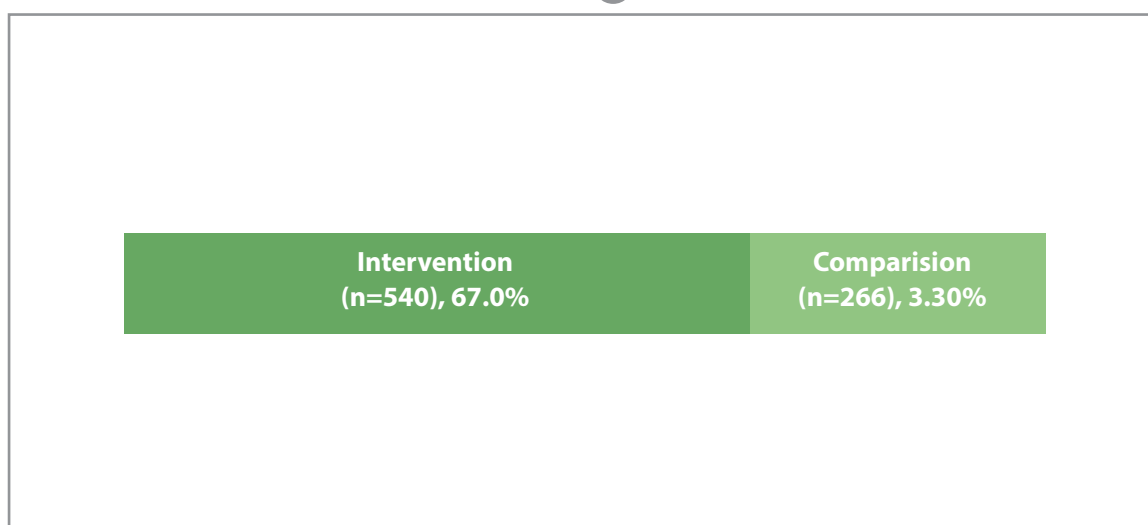 Intervention
(n=540), 67.0%
Comparision
(n=266), 3.30%